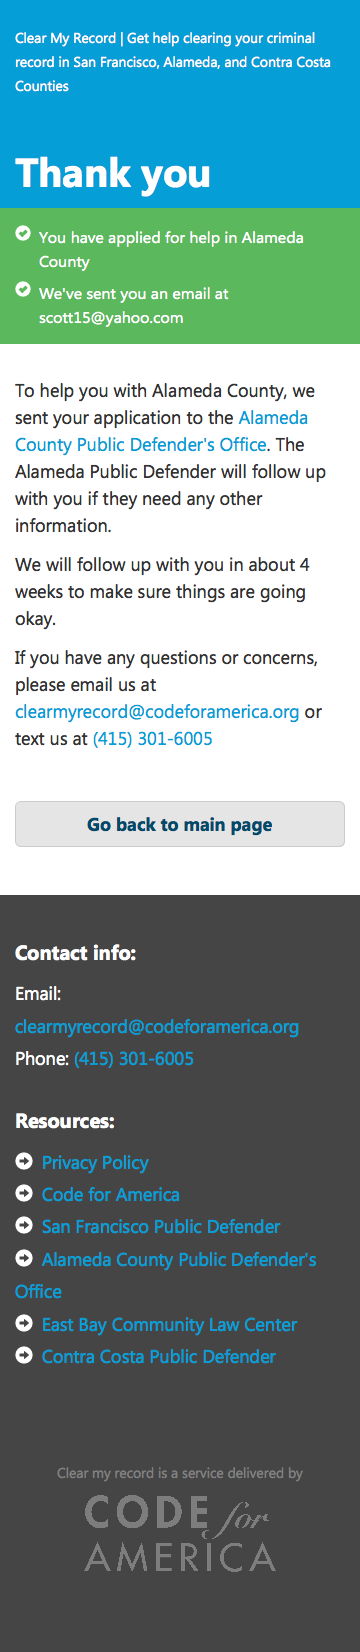 Clear My Record | Get help clearing your criminal
record in San Francisco, Alameda, and Contra Costa
Counties
Thank you
You have applied for help in Alameda
County
We've sent you an email at
scott15@yahoo.com
To help you with Alameda County, we
sent your application to the Alameda
County Public Defender's Office. The
Alameda Public Defender will follow up
with you if they need any other
information.
We will follow up with you in about 4
weeks to make sure things are going
okay.
If you have any questions or concerns,
please email us at
clearmyrecord@codeforamerica.org or
text us at (415) 301-6005
Go back to main page
Contact info:
Email:
clearmyrecord@codeforamerica.org
Phone: (415) 301-6005
Resources:
Privacy Policy
Code for America
San Francisco Public Defender
Alameda County Public Defender's
Office
East Bay Community Law Center
Contra Costa Public Defender
Clear my record is a service delivered by
CODE for
AMERICA